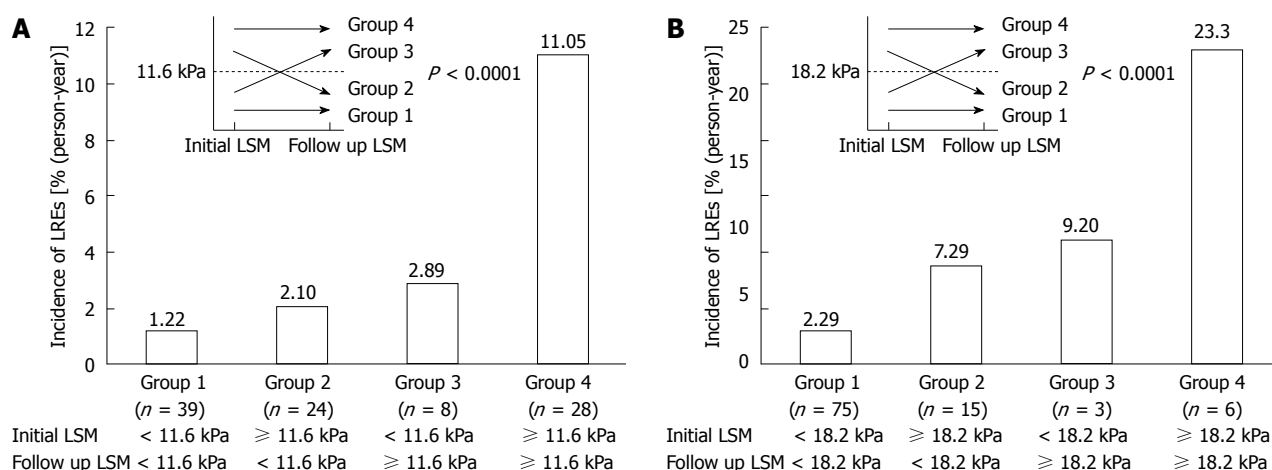 A
Incidence of LREs [% (person-year)]
12
10
8
6
4
2
0
11.6 kPa
Group 4
Group 3
Group 2
Group 1
P < 0.0001
Initial LSM Follow up LSM
1.22
2.10
2.89
11.05
Group 1 Group 2 Group 3 Group 4
(n = 39) (n = 24) (n = 8) (n = 28)
Initial LSM < 11.6 kPa ≥ 11.6 kPa < 11.6 kPa ≥ 11.6 kPa
Follow up LSM < 11.6 kPa < 11.6 kPa ≥ 11.6 kPa ≥ 11.6 kPa
B
Incidence of LREs [% (person-year)]
25
20
25
10
5
0
18.2 kPa
Group 4
Group 3
Group 2
Group 1
P < 0.0001
Initial LSM Follow up LSM
2.29
7.29
9.20
23.3
Group 1 Group 2 Group 3 Group 4
(n = 75) (n = 15) (n = 3) (n = 6)
Initial LSM < 18.2 kPa ≥ 18.2 kPa < 18.2 kPa ≥ 18.2 kPa
Follow up LSM < 18.2 kPa < 18.2 kPa ≥ 18.2 kPa ≥ 18.2 kPa